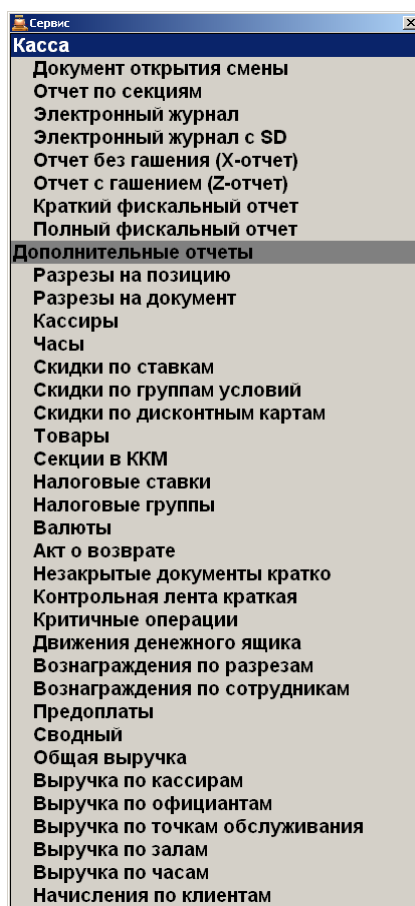 Сервис
Касса
Документ открытия смены
Отчет по секциям
Электронный журнал
Электронный журнал с SD
Отчет без гашения (X-отчет)
Отчет с гашением (Z-отчет)
Краткий фискальный отчет
Полный фискальный отчет
Дополнительные отчеты
Разрезы на позицию
Разрезы на документ
Кассиры
Часы
Скидки по ставкам
Скидки по группам условий
Скидки по дисконтным картам
Товары
Секции в ККМ
Налоговые ставки
Налоговые группы
Валюты
Акт о возврате
Незакрытые документы кратко
Контрольная лента краткая
Критичные операции
Движения денежного ящика
Вознаграждения по разрезам
Вознаграждения по сотрудникам
Предоплаты
Сводный
Общая выручка
Выручка по кассирам
Выручка по официантам
Выручка по точкам обслуживания
Выручка по залам
Выручка по часам
Начисления по клиентам